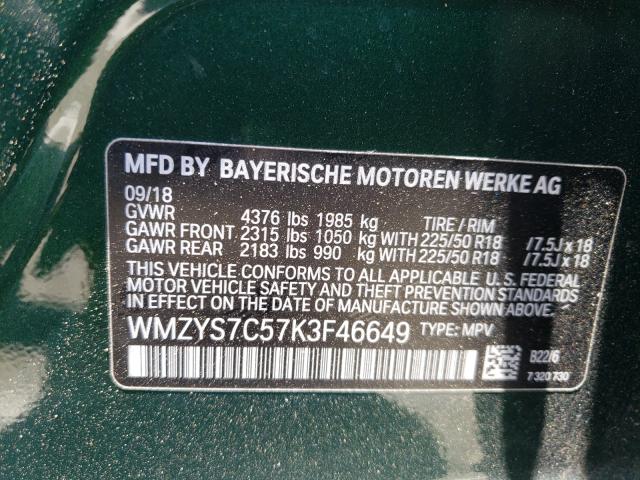 MFD BY BAYERISCHE MOTOREN WERKE AG
09/18
GVWR 4376 lbs 1985 kg TIRE / RIM
GAWR FRONT 2315 lbs 1050 kg WITH 225/50 R18 /7.5J x 18
GAWR REAR 2183 lbs 990 kg WITH 225/50 R18 /7.5J x 18
THIS VEHICLE CONFORMS TO ALL APPLICABLE U. S. FEDERAL
MOTOR VEHICLE SAFETY AND THEFT PREVENTION STANDARDS
IN EFFECT ON THE DATE OF MANUFACTURE SHOWN ABOVE.
WMZYS7C57K3F46649 TYPE: MPV
B22/6
7 320 730